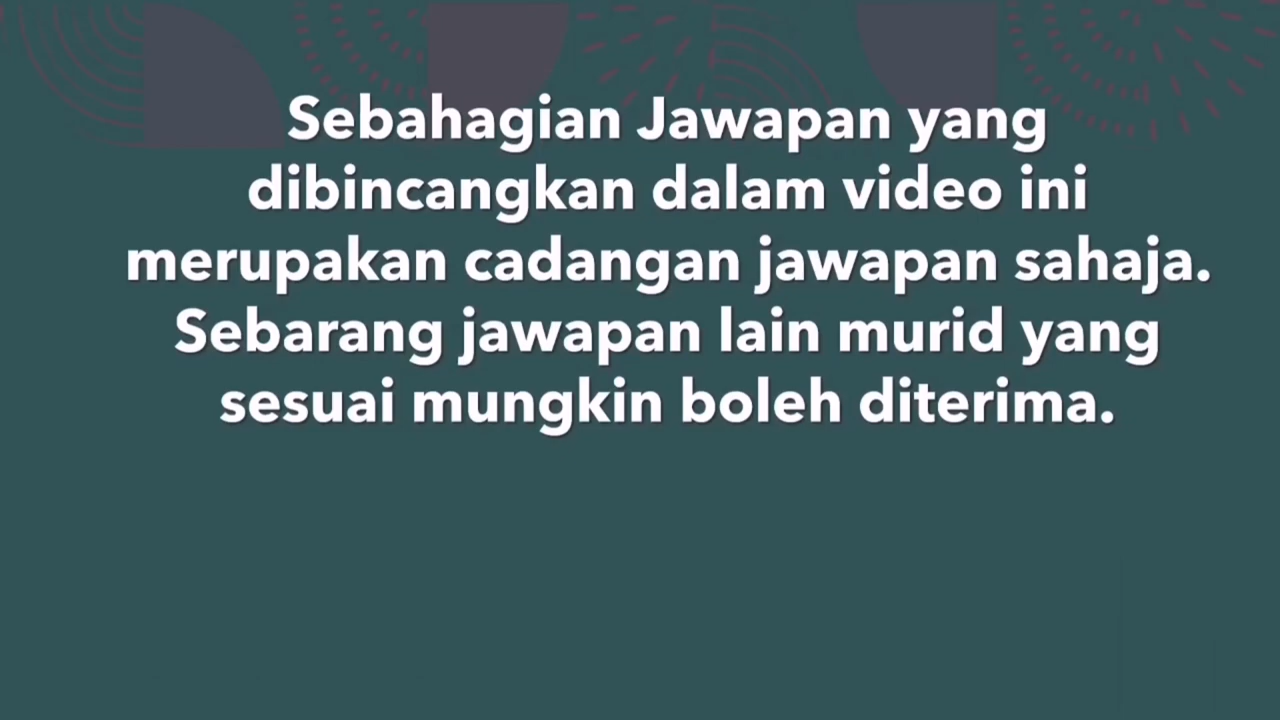 Sebahagian Jawapan yang
dibincangkan dalam video ini
merupakan cadangan jawapan sahaja.
Sebarang jawapan lain murid yang
sesuai mungkin boleh diterima.